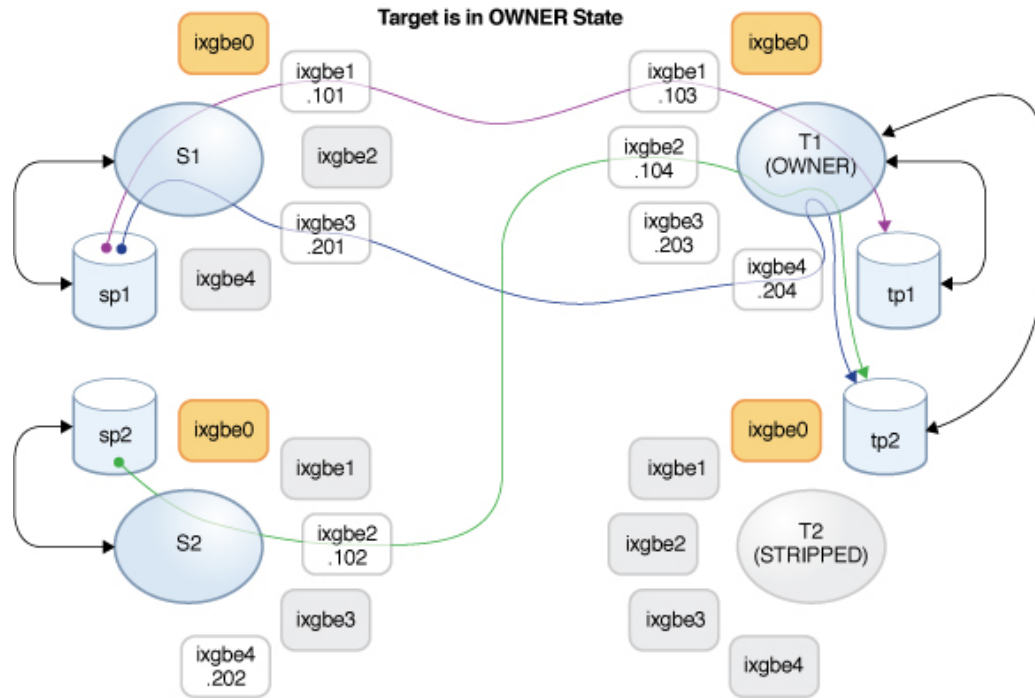 Target is in OWNER State
ixgbe0
ixgbe1
.101
S1
ixgbe2
ixgbe3
.201
sp1
ixgbe4
ixgbe0
ixgbe1
.103
ixgbe2
.104
T1
(OWNER)
ixgbe3
.203
ixgbe4
.204
tp1
sp2
ixgbe0
ixgbe1
S2
ixgbe2
.102
ixgbe3
ixgbe4
.202
ixgbe0
tp2
ixgbe1
ixgbe2
T2
(STRIPPED)
ixgbe3
ixgbe4